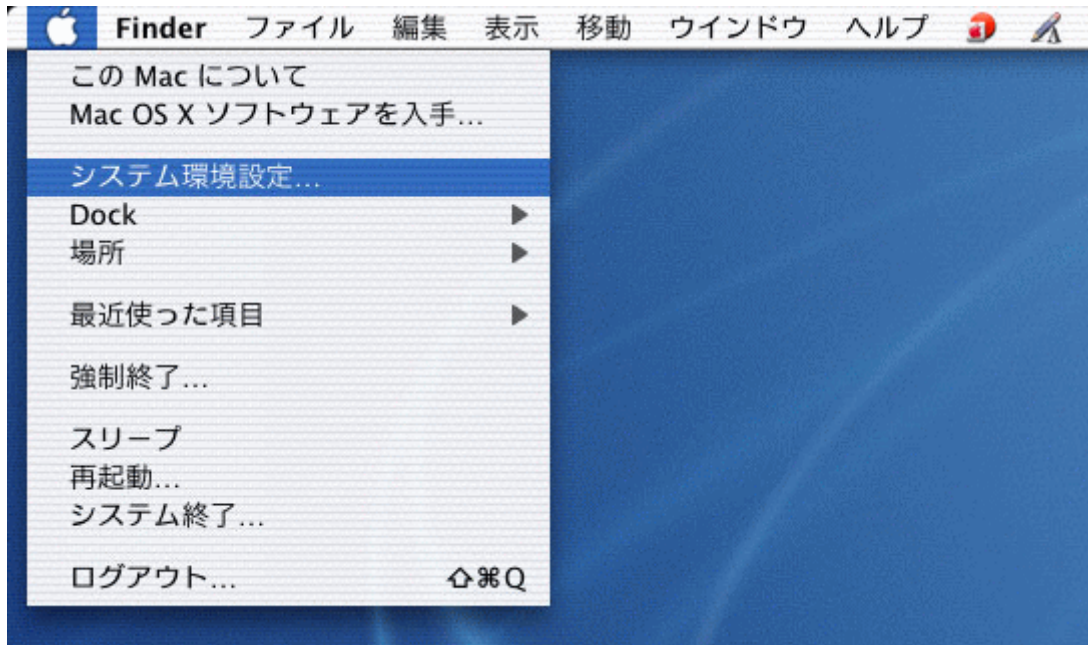 Finder ファイル 編集 表示 移動 ウインドウ ヘルプ
この Mac について
Mac OS X ソフトウェアを入手...
システム環境設定...
Dock
場所
最近使った項目
強制終了...
スリープ
再起動...
システム終了...
ログアウト... ⇧⌘Q